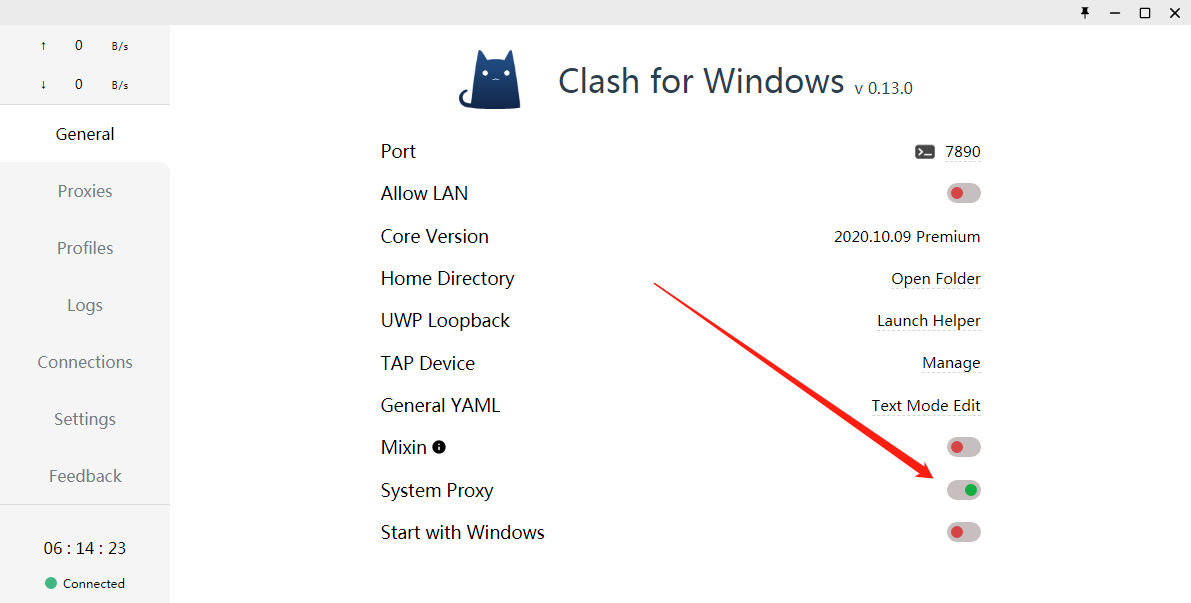 ↑ 0 B/s
↓ 0 B/s
General
Proxies
Profiles
Logs
Connections
Settings
Feedback
06 : 14 : 23
Connected
Clash for Windows v 0.13.0
Port 7890
Allow LAN
Core Version 2020.10.09 Premium
Home Directory Open Folder
UWP Loopback Launch Helper
TAP Device Manage
General YAML Text Mode Edit
Mixin
System Proxy
Start with Windows